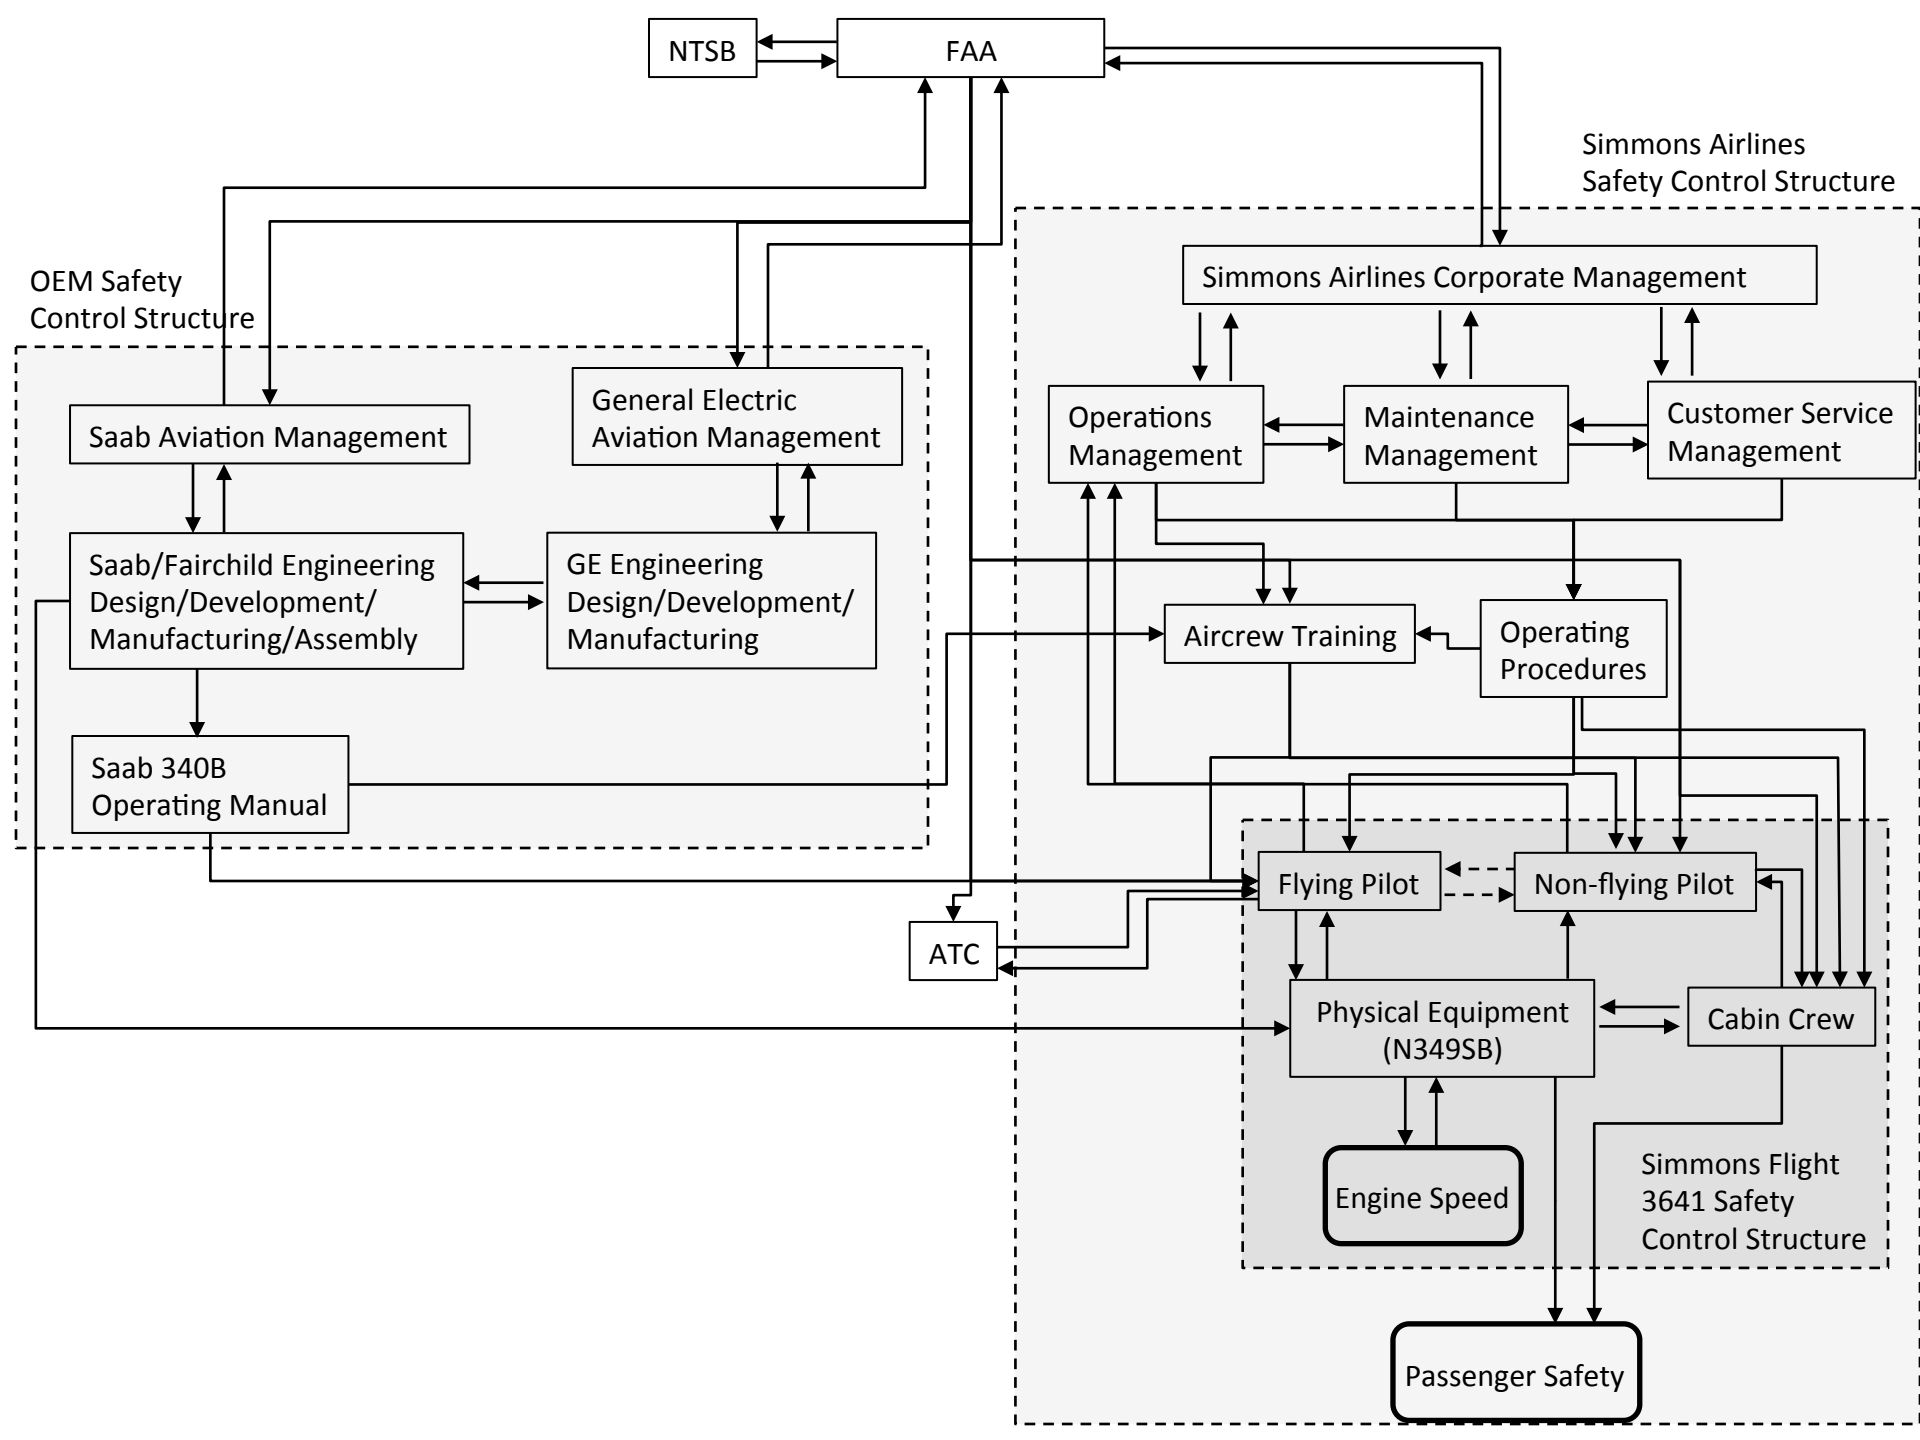 NTSB
FAA
Simmons Airlines
Safety Control Structure
Simmons Airlines Corporate Management
OEM Safety
Control Structure
General Electric
Aviation Management
Saab Aviation Management
Operations
Management
Maintenance
Management
Customer Service
Management
Saab/Fairchild Engineering
Design/Development/
Manufacturing/Assembly
GE Engineering
Design/Development/
Manufacturing
Aircrew Training
Operating
Procedures
Saab 340B
Operating Manual
Flying Pilot
Non-flying Pilot
ATC
Physical Equipment
(N349SB)
Cabin Crew
Engine Speed
Simmons Flight
3641 Safety
Control Structure
Passenger Safety